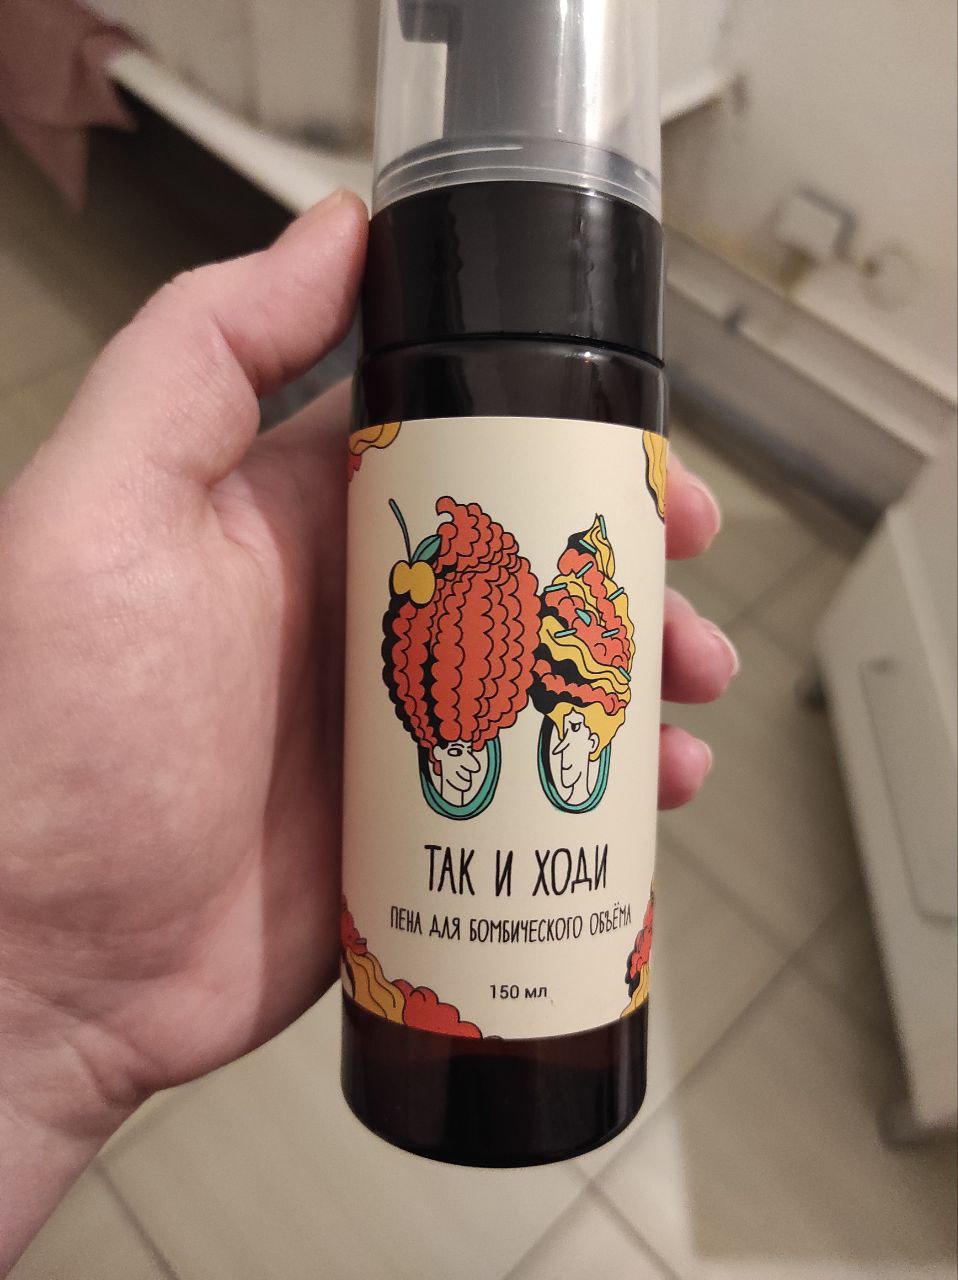 ТАК И ХОДИ
ПЕНА ДЛЯ БОМБИЧЕСКОГО ОБЪЁМА
150 мл